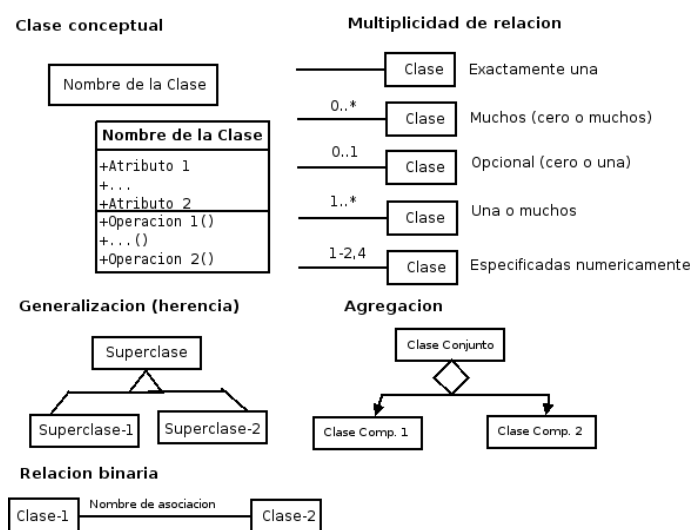 Clase conceptual
Multiplicidad de relacion
Nombre de la Clase
Nombre de la Clase
+Atributo 1
+...
+Atributo 2
+Operacion 1()
+...()
+Operacion 2()
Clase
Exactamente una
0..*
Clase
Muchos (cero o muchos)
0..1
Clase
Opcional (cero o una)
1..*
Clase
Una o muchos
1-2,4
Clase
Especificadas numericamente
Generalizacion (herencia)
Superclase
Superclase-1
Superclase-2
Agregacion
Clase Conjunto
Clase Comp. 1
Clase Comp. 2
Relacion binaria
Clase-1
Nombre de asociacion
Clase-2